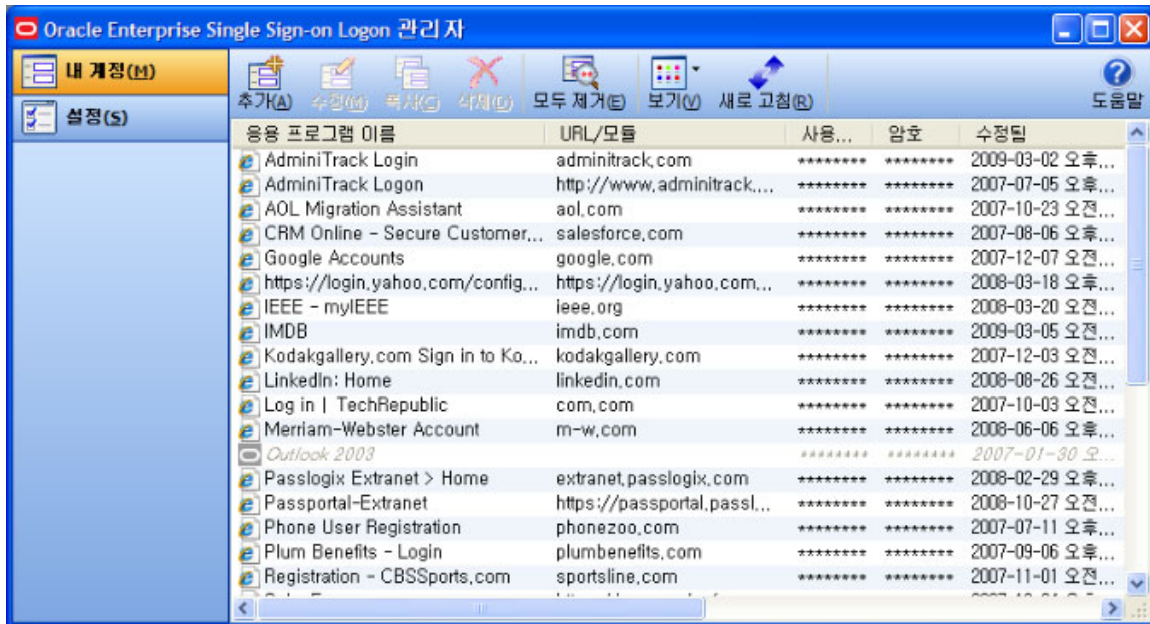 Oracle Enterprise Single Sign-on Logon 관리자
내 계정(M)
설정(S)
추가(A) 수정(M) 복사(C) 삭제(D) 모두 제거(E) 보기(V) 새로 고침(R) 도움말
응용 프로그램 이름 URL/모듈 사용... 암호 수정됨
AdminiTrack Login adminitrack.com ******** ******** 2009-03-02 오후...
AdminiTrack Logon http://www.adminitrack.... ******** ******** 2007-07-05 오후...
AOL Migration Assistant aol.com ******** ******** 2007-10-23 오전...
CRM Online - Secure Customer... salesforce.com ******** ******** 2007-08-06 오후...
Google Accounts google.com ******** ******** 2007-12-07 오전...
https://login.yahoo.com/config... https://login.yahoo.com... ******** ******** 2008-03-18 오후...
IEEE - myIEEE ieee.org ******** ******** 2008-03-20 오전...
IMDB imdb.com ******** ******** 2009-03-05 오전...
Kodakgallery.com Sign in to Ko... kodakgallery.com ******** ******** 2007-12-03 오전...
LinkedIn: Home linkedin.com ******** ******** 2008-08-26 오전...
Log in | TechRepublic com.com ******** ******** 2007-10-03 오전...
Merriam-Webster Account m-w.com ******** ******** 2008-06-06 오후...
Outlook 2003 ******** ******** 2007-01-30 오...
Passlogix Extranet > Home extranet.passlogix.com ******** ******** 2008-02-29 오후...
Passportal-Extranet https://passportal.passl... ******** ******** 2008-10-27 오전...
Phone User Registration phonezoo.com ******** ******** 2007-07-11 오후...
Plum Benefits - Login plumbenefits.com ******** ******** 2007-09-06 오후...
Registration - CBSSports.com sportsline.com ******** ******** 2007-11-01 오전...